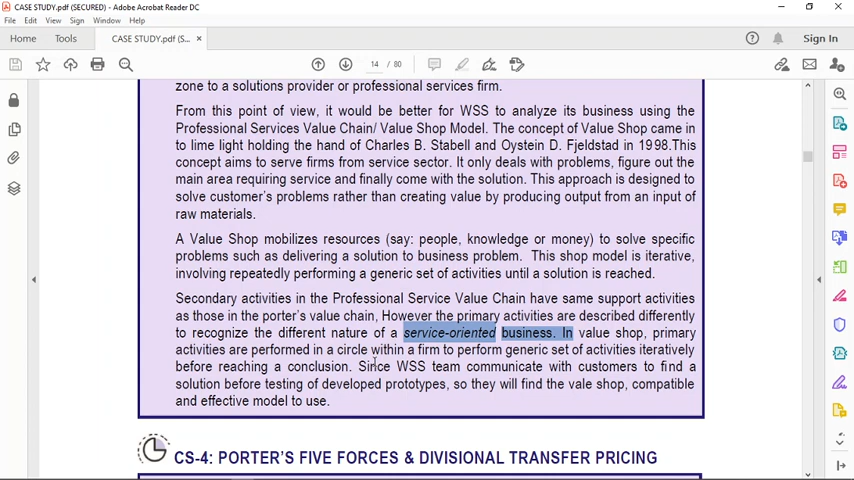 CASE STUDY.pdf (SECURED) - Adobe Acrobat Reader DC
File Edit View Sign Window Help
Home Tools CASE STUDY.pdf (S... × Sign In
14 / 80
zone to a solutions provider or professional services firm.
From this point of view, it would be better for WSS to analyze its business using the
Professional Services Value Chain/ Value Shop Model. The concept of Value Shop came in
to lime light holding the hand of Charles B. Stabell and Oystein D. Fjeldstad in 1998.This
concept aims to serve firms from service sector. It only deals with problems, figure out the
main area requiring service and finally come with the solution. This approach is designed to
solve customer's problems rather than creating value by producing output from an input of
raw materials.
A Value Shop mobilizes resources (say: people, knowledge or money) to solve specific
problems such as delivering a solution to business problem. This shop model is iterative,
involving repeatedly performing a generic set of activities until a solution is reached.
Secondary activities in the Professional Service Value Chain have same support activities
as those in the porter's value chain, However the primary activities are described differently
to recognize the different nature of a service-oriented business. In value shop, primary
activities are performed in a circle within a firm to perform generic set of activities iteratively
before reaching a conclusion. Since WSS team communicate with customers to find a
solution before testing of developed prototypes, so they will find the vale shop, compatible
and effective model to use.
CS-4: PORTER'S FIVE FORCES & DIVISIONAL TRANSFER PRICING